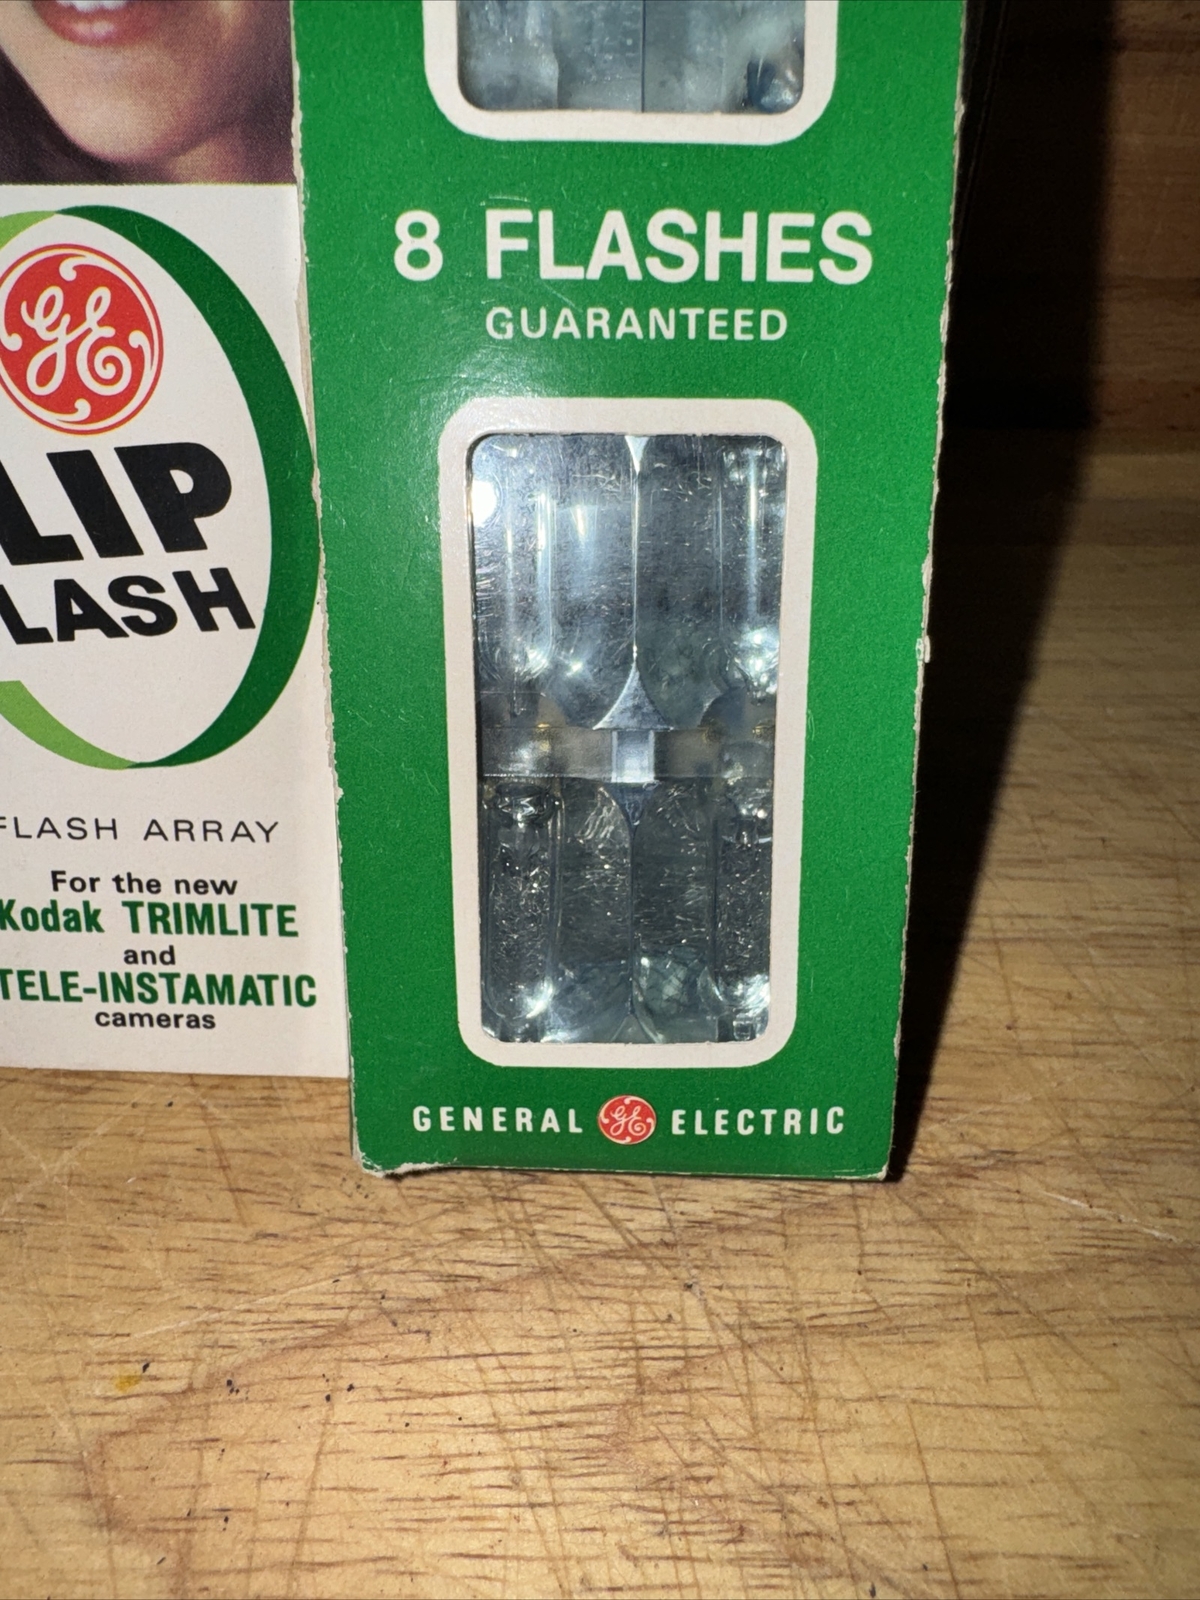 8 FLASHES
GUARANTEED
GE
LIP
LASH
FLASH ARRAY
For the new
Kodak TRIMLITE
and
TELE-INSTAMATIC
cameras
GENERAL GE ELECTRIC